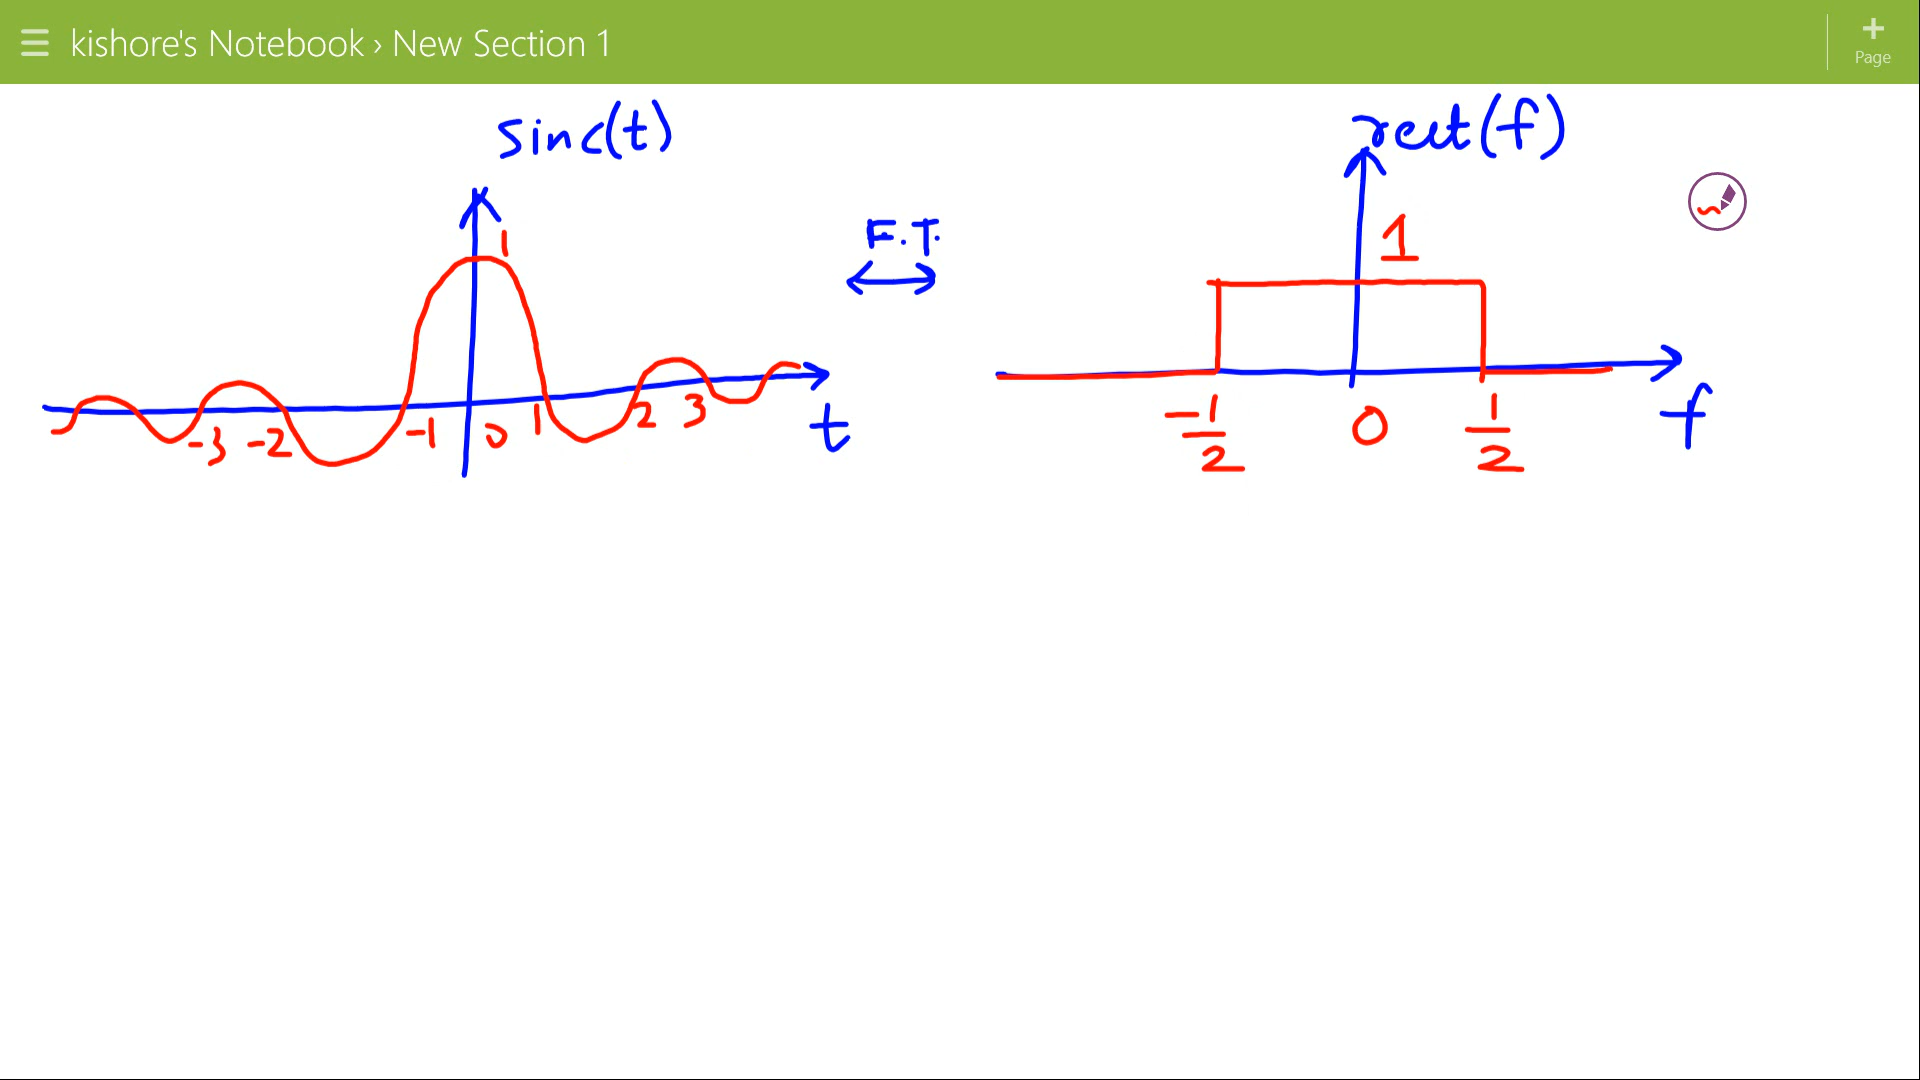 kishore's Notebook › New Section 1
+
Page
sinc(t)
rect(f)
F.T.
1
1
-3 -2 -1 0 1 2 3
t
-1/2 0 1/2
f